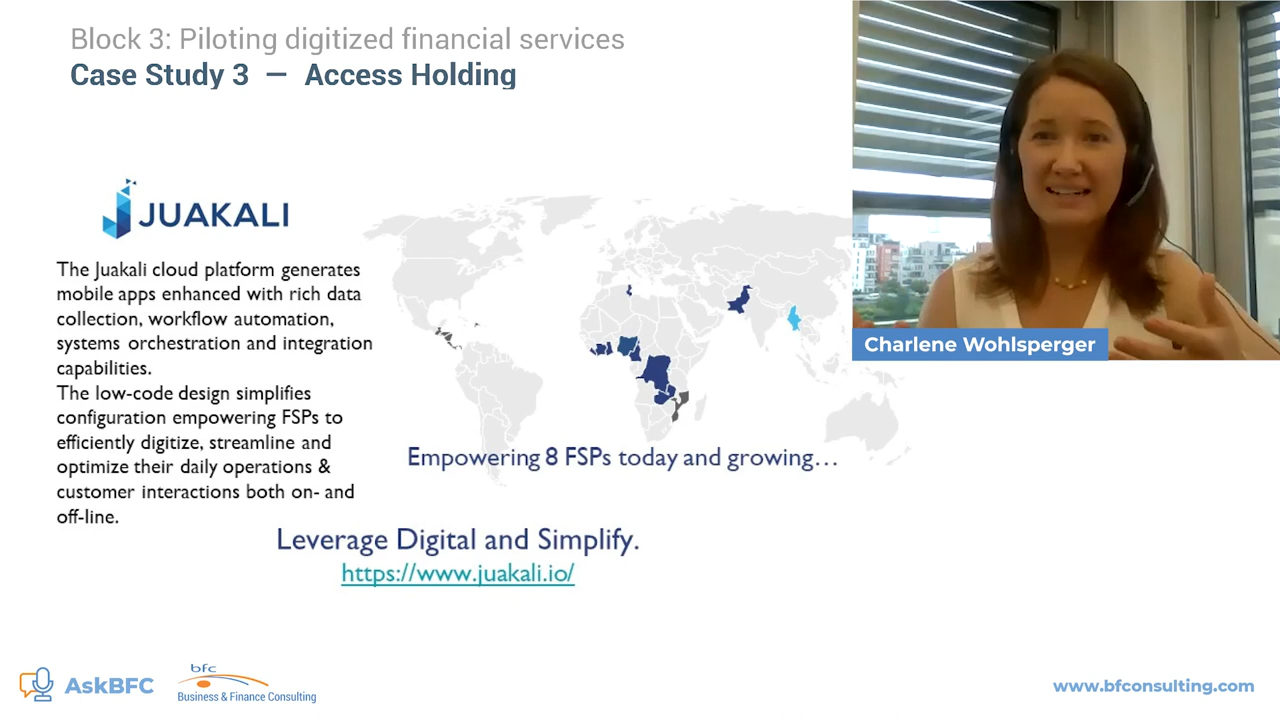 Block 3: Piloting digitized financial services
Case Study 3 — Access Holding
JUAKALI
The Juakali cloud platform generates
mobile apps enhanced with rich data
collection, workflow automation,
systems orchestration and integration
capabilities.
The low-code design simplifies
configuration empowering FSPs to
efficiently digitize, streamline and
optimize their daily operations &
customer interactions both on- and
off-line.
Empowering 8 FSPs today and growing...
Leverage Digital and Simplify.
https://www.juakali.io/
Charlene Wohlsperger
AskBFC
bfc
Business & Finance Consulting
www.bfconsulting.com